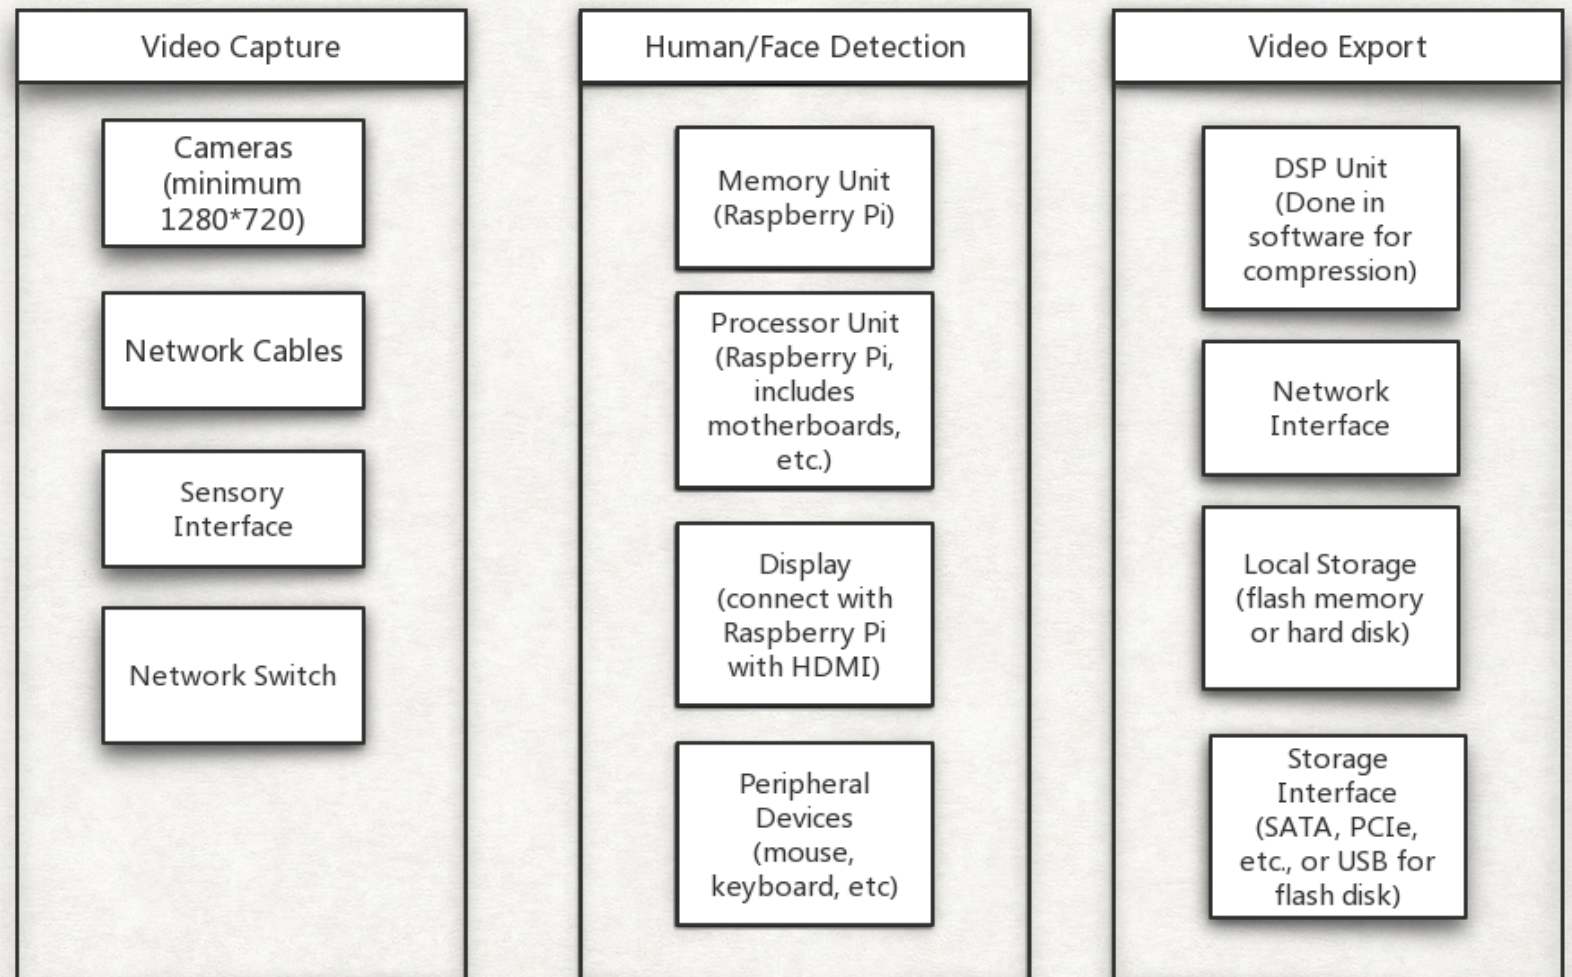 Video Capture
Cameras
(minimum
1280*720)
Network Cables
Sensory
Interface
Network Switch
Human/Face Detection
Memory Unit
(Raspberry Pi)
Processor Unit
(Raspberry Pi,
includes
motherboards,
etc.)
Display
(connect with
Raspberry Pi
with HDMI)
Peripheral
Devices
(mouse,
keyboard, etc)
Video Export
DSP Unit
(Done in
software for
compression)
Network
Interface
Local Storage
(flash memory
or hard disk)
Storage
Interface
(SATA, PCIe,
etc., or USB for
flash disk)